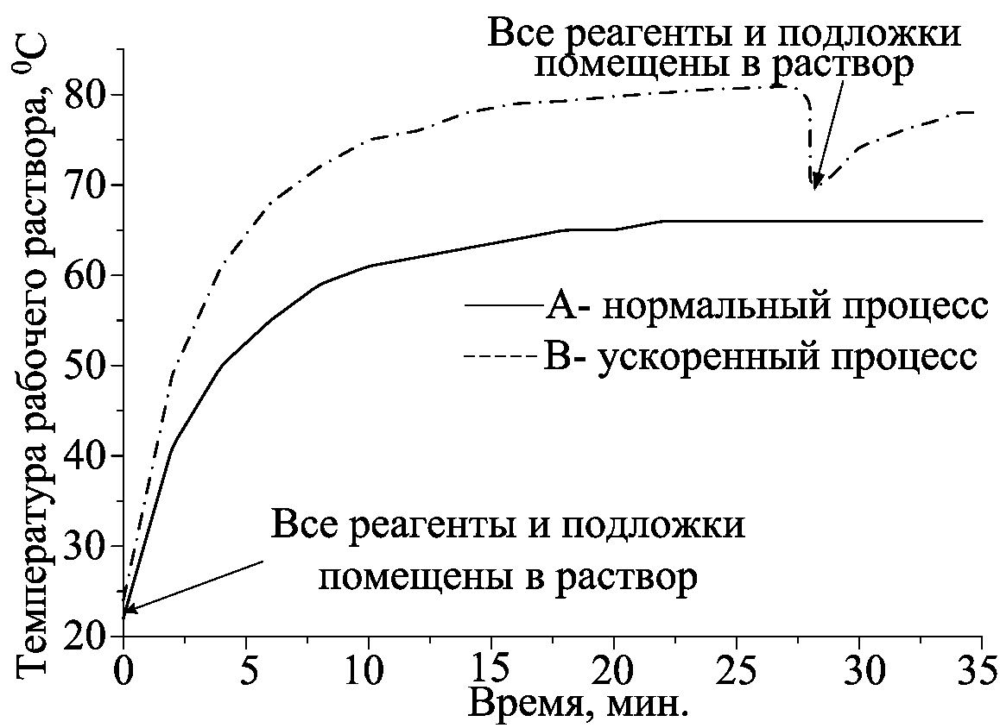 Все реагенты и подложки
помещены в раствор
Температура рабочего раствора, ⁰С
80
70
60
50
40
30
20
А- нормальный процесс
В- ускоренный процесс
Все реагенты и подложки
помещены в раствор
0 5 10 15 20 25 30 35
Время, мин.